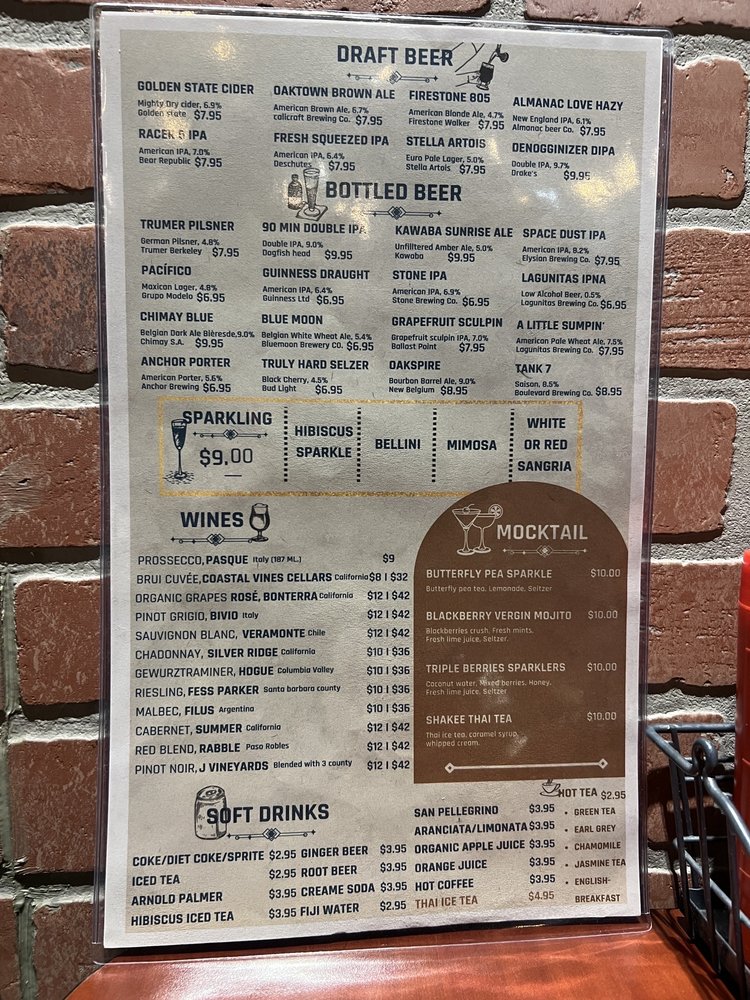 DRAFT BEER
GOLDEN STATE CIDER
Mighty Dry cider, 6.9%
Golden state $7.95
OAKTOWN BROWN ALE
American Brown Ale, 6.7%
calicraft Brewing Co. $7.95
FIRESTONE 805
American Blonde Ale, 4.7%
Firestone Walker $7.95
ALMANAC LOVE HAZY
New England IPA, 6.1%
Almanac beer Co. $7.95
RACER 5 IPA
American IPA, 7.0%
Bear Republic $7.95
FRESH SQUEEZED IPA
American IPA, 6.4%
Deschutes $7.95
STELLA ARTOIS
Euro Pale Lager, 5.0%
Stella Artois $7.95
DENOGGINIZER DIPA
Double IPA, 9.7%
Drake's $9.95
BOTTLED BEER
TRUMER PILSNER
German Pilsner, 4.8%
Trumer Berkeley $7.95
90 MIN DOUBLE IPA
Double IPA, 9.0%
Dogfish head $9.95
KAWABA SUNRISE ALE
Unfilltered Amber Ale, 5.0%
Kawaba $9.95
SPACE DUST IPA
American IPA, 8.2%
Elysian Brewing Co. $7.95
PACÍFICO
Maxican Lager, 4.8%
Grupo Modelo $6.95
GUINNESS DRAUGHT
American IPA, 6.4%
Guinness Ltd $6.95
STONE IPA
American IPA, 6.9%
Stone Brewing Co. $6.95
LAGUNITAS IPNA
Low Alcohol Beer, 0.5%
Lagunitas Brewing Co. $6.95
CHIMAY BLUE
Belgian Dark Ale Bièresde,9.0%
Chimay S.A. $9.95
BLUE MOON
Belgian White Wheat Ale, 5.4%
Bluemoon Brewery CO. $6.95
GRAPEFRUIT SCULPIN
Grapefruit sculpin IPA, 7.0%
Ballast Point $7.95
A LITTLE SUMPIN'
American Pale Wheat Ale, 7.5%
Lagunitas Brewing Co. $7.95
ANCHOR PORTER
American Porter, 5.6%
Anchor Brewing $6.95
TRULY HARD SELZER
Black Cherry, 4.5%
Bud Light $6.95
OAKSPIRE
Bourbon Barrel Ale, 9.0%
New Belgium $8.95
TANK 7
Saison, 8.5%
Boulevard Brewing Co. $8.95
SPARKLING
$9.00
HIBISCUS
SPARKLE
BELLINI
MIMOSA
WHITE
OR RED
SANGRIA
WINES
PROSSECCO, PASQUE Italy (187 ML.) $9
BRUI CUVÉE, COASTAL VINES CELLARS California $8 | $32
ORGANIC GRAPES ROSÉ, BONTERRA California $12 | $42
PINOT GRIGIO, BIVIO Italy $12 | $42
SAUVIGNON BLANC, VERAMONTE Chile $12 | $42
CHADONNAY, SILVER RIDGE California $10 | $36
GEWURZTRAMINER, HOGUE Columbia Valley $10 | $36
RIESLING, FESS PARKER Santa barbara county $10 | $36
MALBEC, FILUS Argentina $10 | $36
CABERNET, SUMMER California $12 | $42
RED BLEND, RABBLE Paso Robles $12 | $42
PINOT NOIR, J VINEYARDS Blended with 3 county $12 | $42
MOCKTAIL
BUTTERFLY PEA SPARKLE $10.00
Butterfly pea tea, Lemonade, Seltzer
BLACKBERRY VERGIN MOJITO $10.00
Blackberries crush, Fresh mints,
Fresh lime juice, Seltzer.
TRIPLE BERRIES SPARKLERS $10.00
Coconut water, Mixed berries, Honey,
Fresh lime juice, Seltzer
SHAKEE THAI TEA $10.00
Thai ice tea, caramel syrup
whipped cream.
SOFT DRINKS
COKE/DIET COKE/SPRITE $2.95
ICED TEA $2.95
ARNOLD PALMER $3.95
HIBISCUS ICED TEA $3.95
GINGER BEER $3.95
ROOT BEER $3.95
CREAME SODA $3.95
FIJI WATER $2.95
SAN PELLEGRINO $3.95
ARANCIATA/LIMONATA $3.95
ORGANIC APPLE JUICE $3.95
ORANGE JUICE $3.95
HOT COFFEE $3.95
THAI ICE TEA $4.95
HOT TEA $2.95
• GREEN TEA
• EARL GREY
• CHAMOMILE
• JASMINE TEA
• ENGLISH-
BREAKFAST